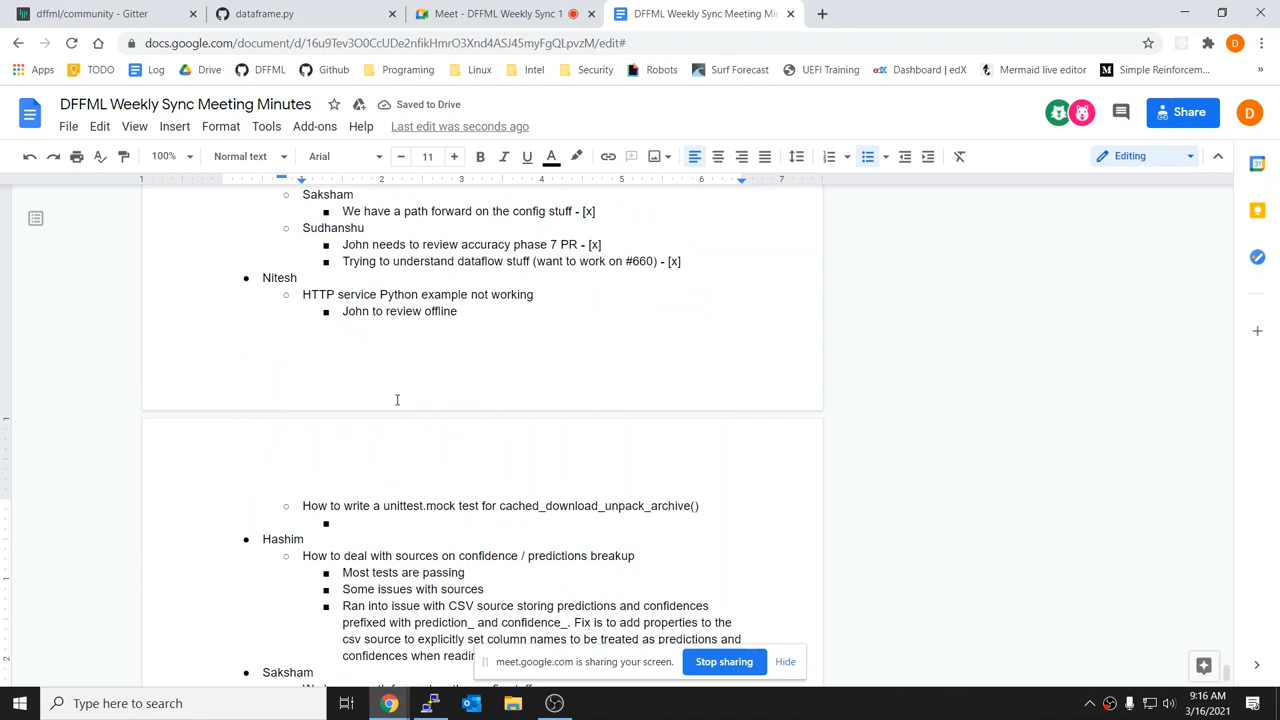 dffml/community - Gitter
dataframe.py
Meet - DFFML Weekly Sync 1
DFFML Weekly Sync Meeting Min
docs.google.com/document/d/16u9Tev3O0CcUDe2nfikHmrO3Xnd4ASJ45myFgQLpvzM/edit#
Apps
TODO
Log
Drive
DFFML
Github
Programing
Linux
Intel
Security
Robots
Surf Forecast
UEFI Training
Dashboard | edX
Mermaid live editor
Simple Reinforcem...
DFFML Weekly Sync Meeting Minutes
Saved to Drive
File Edit View Insert Format Tools Add-ons Help Last edit was seconds ago
Share
D
100% Normal text Arial 11 Editing
1 1 2 3 4 5 6 7
Saksham
We have a path forward on the config stuff - [x]
Sudhanshu
John needs to review accuracy phase 7 PR - [x]
Trying to understand dataflow stuff (want to work on #660) - [x]
Nitesh
HTTP service Python example not working
John to review offline
How to write a unittest.mock test for cached_download_unpack_archive()
Hashim
How to deal with sources on confidence / predictions breakup
Most tests are passing
Some issues with sources
Ran into issue with CSV source storing predictions and confidences
prefixed with prediction_ and confidence_. Fix is to add properties to the
csv source to explicitly set column names to be treated as predictions and
confidences when readin
Saksham
meet.google.com is sharing your screen.
Stop sharing
Hide
Type here to search
9:16 AM
3/16/2021